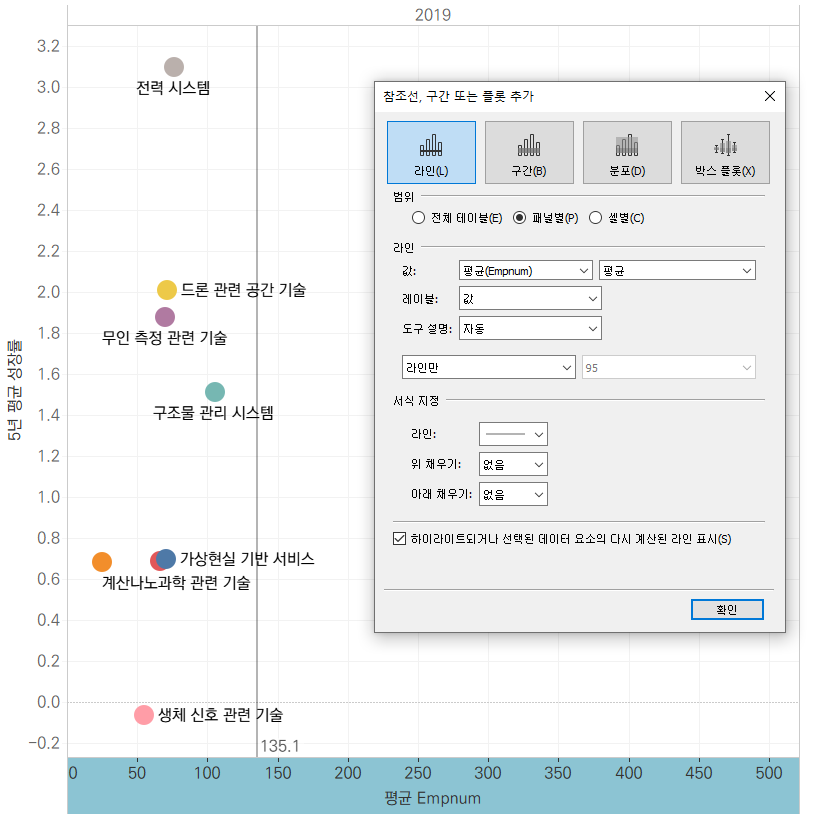 2019
3.2
3.0
2.8
2.6
2.4
2.2
2.0
1.8
1.6
1.4
1.2
1.0
0.8
0.6
0.4
0.2
0.0
−0.2
5년 평균 성장률
전력 시스템
드론 관련 공간 기술
무인 측정 관련 기술
구조물 관리 시스템
가상현실 기반 서비스
계산나노과학 관련 기술
생체 신호 관련 기술
135.1
0 50 100 150 200 250 300 350 400 450 500
평균 Empnum
참조선, 구간 또는 플롯 추가
라인(L) 구간(B) 분포(D) 박스 플롯(X)
범위
전체 테이블(E) 패널별(P) 셀별(C)
라인
값: 평균(Empnum) 평균
레이블: 값
도구 설명: 자동
라인만 95
서식 지정
라인:
위 채우기: 없음
아래 채우기: 없음
하이라이트되거나 선택된 데이터 요소의 다시 계산된 라인 표시(S)
확인